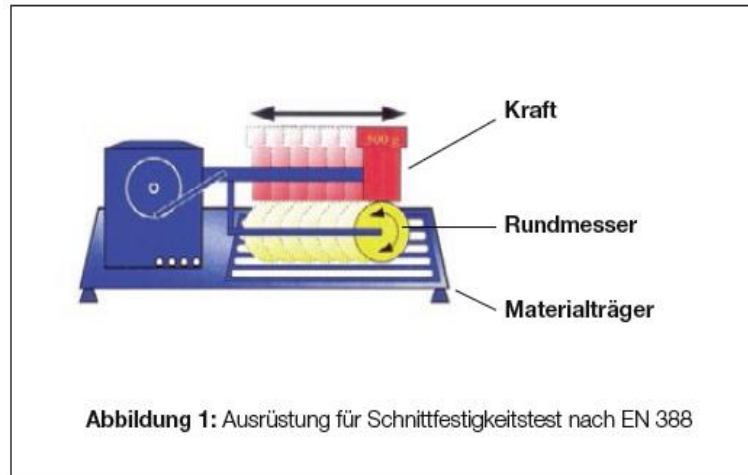 500 g
Kraft
Rundmesser
Materialträger
Abbildung 1: Ausrüstung für Schnittfestigkeitstest nach EN 388